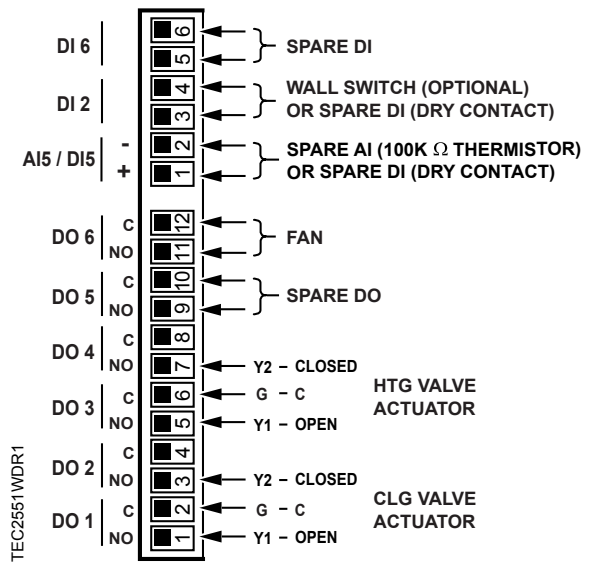 DI 6
6
5
SPARE DI
DI 2
4
3
WALL SWITCH (OPTIONAL)
OR SPARE DI (DRY CONTACT)
AI5 / DI5
-
+
2
1
SPARE AI (100K Ω THERMISTOR)
OR SPARE DI (DRY CONTACT)
DO 6
C
NO
12
11
FAN
DO 5
C
NO
10
9
SPARE DO
DO 4
C
NO
8
7
Y2 – CLOSED
DO 3
C
NO
6
5
G – C
Y1 – OPEN
HTG VALVE
ACTUATOR
DO 2
C
NO
4
3
Y2 – CLOSED
DO 1
C
NO
2
1
G – C
Y1 – OPEN
CLG VALVE
ACTUATOR
TEC2551WDR1